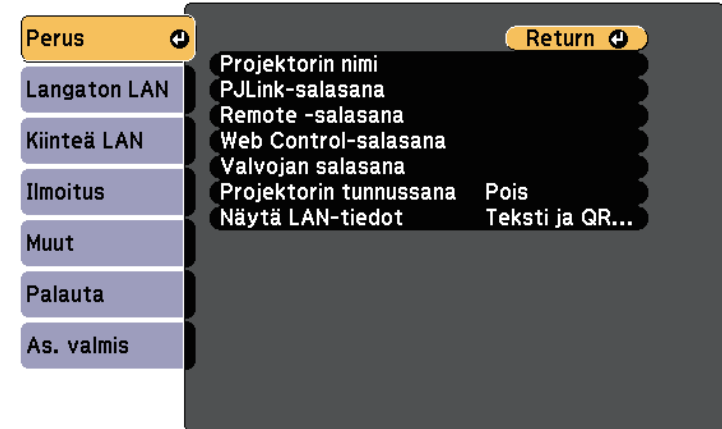 Perus
Langaton LAN
Kiinteä LAN
Ilmoitus
Muut
Palauta
As. valmis
Return
Projektorin nimi
PJLink-salasana
Remote -salasana
Web Control-salasana
Valvojan salasana
Projektorin tunnussana Pois
Näytä LAN-tiedot Teksti ja QR...